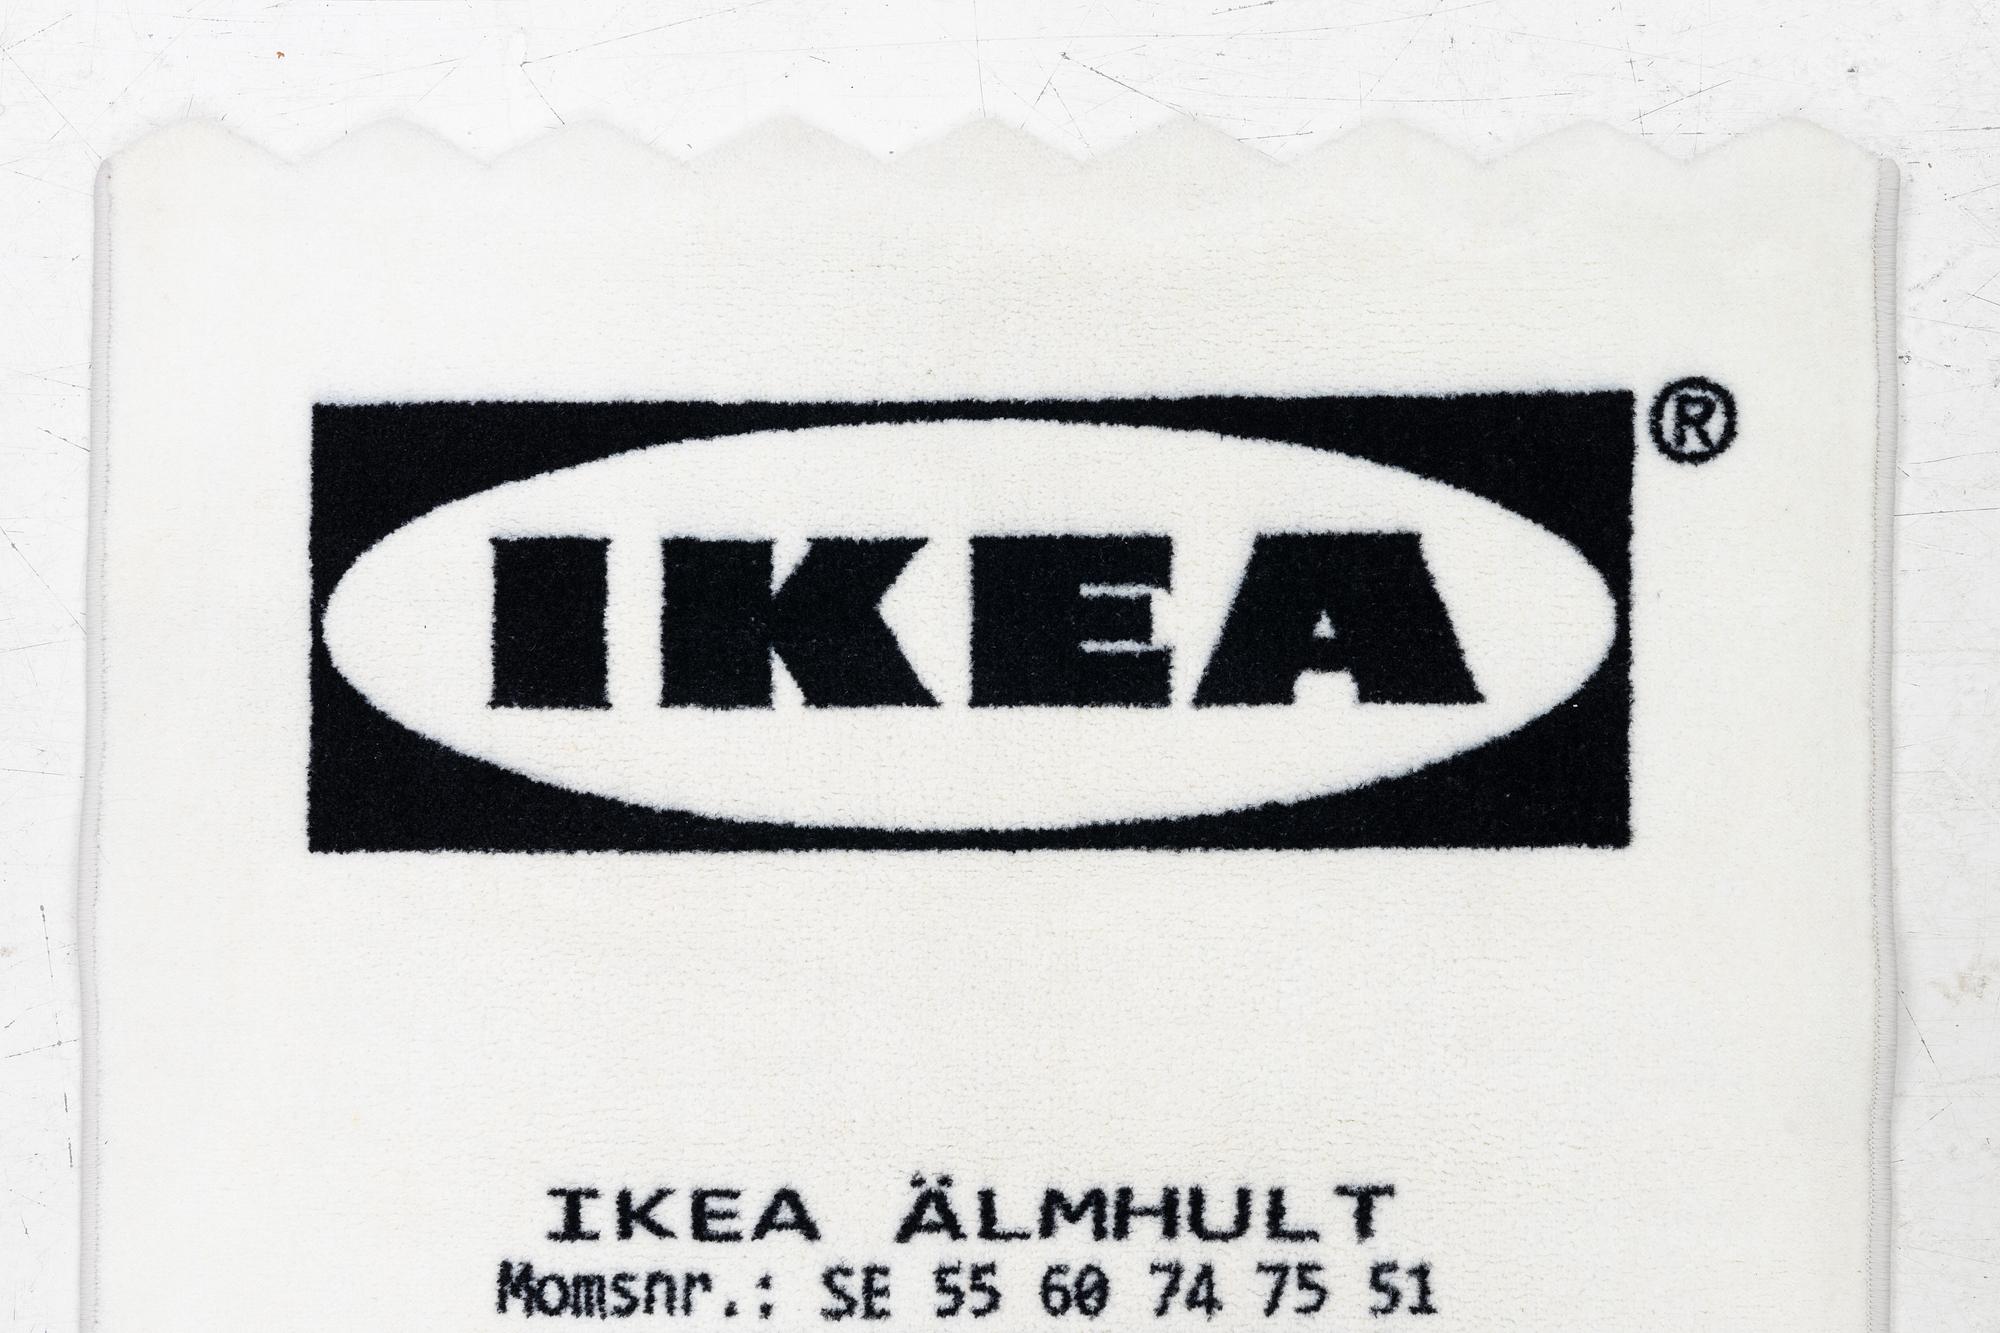 IKEA®
IKEA ÄLMHULT
Momsnr.: SE 55 60 74 75 51